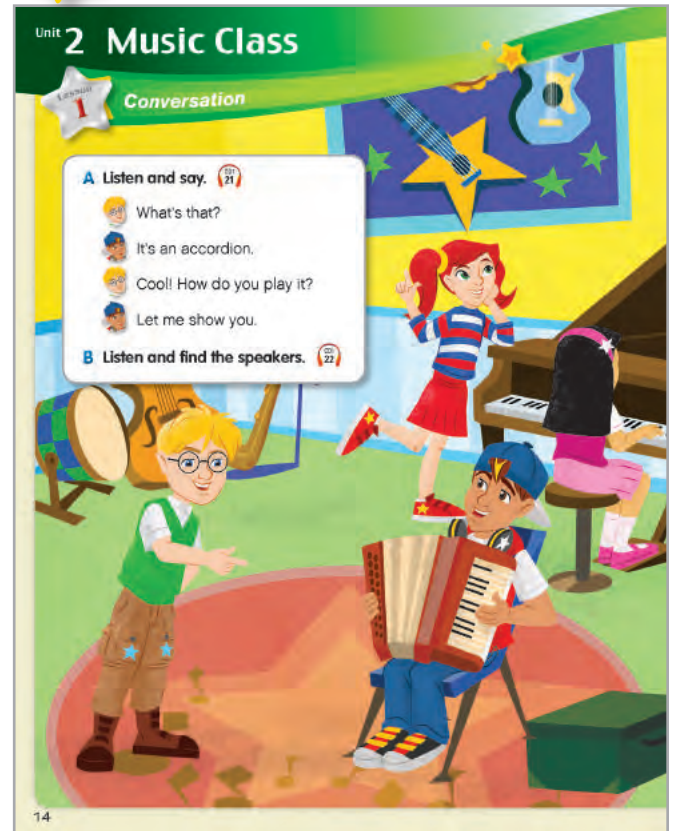 Unit 2 Music Class
Lesson 1
Conversation
A Listen and say. CD1 21
What's that?
It's an accordion.
Cool! How do you play it?
Let me show you.
B Listen and find the speakers. CD1 22
14